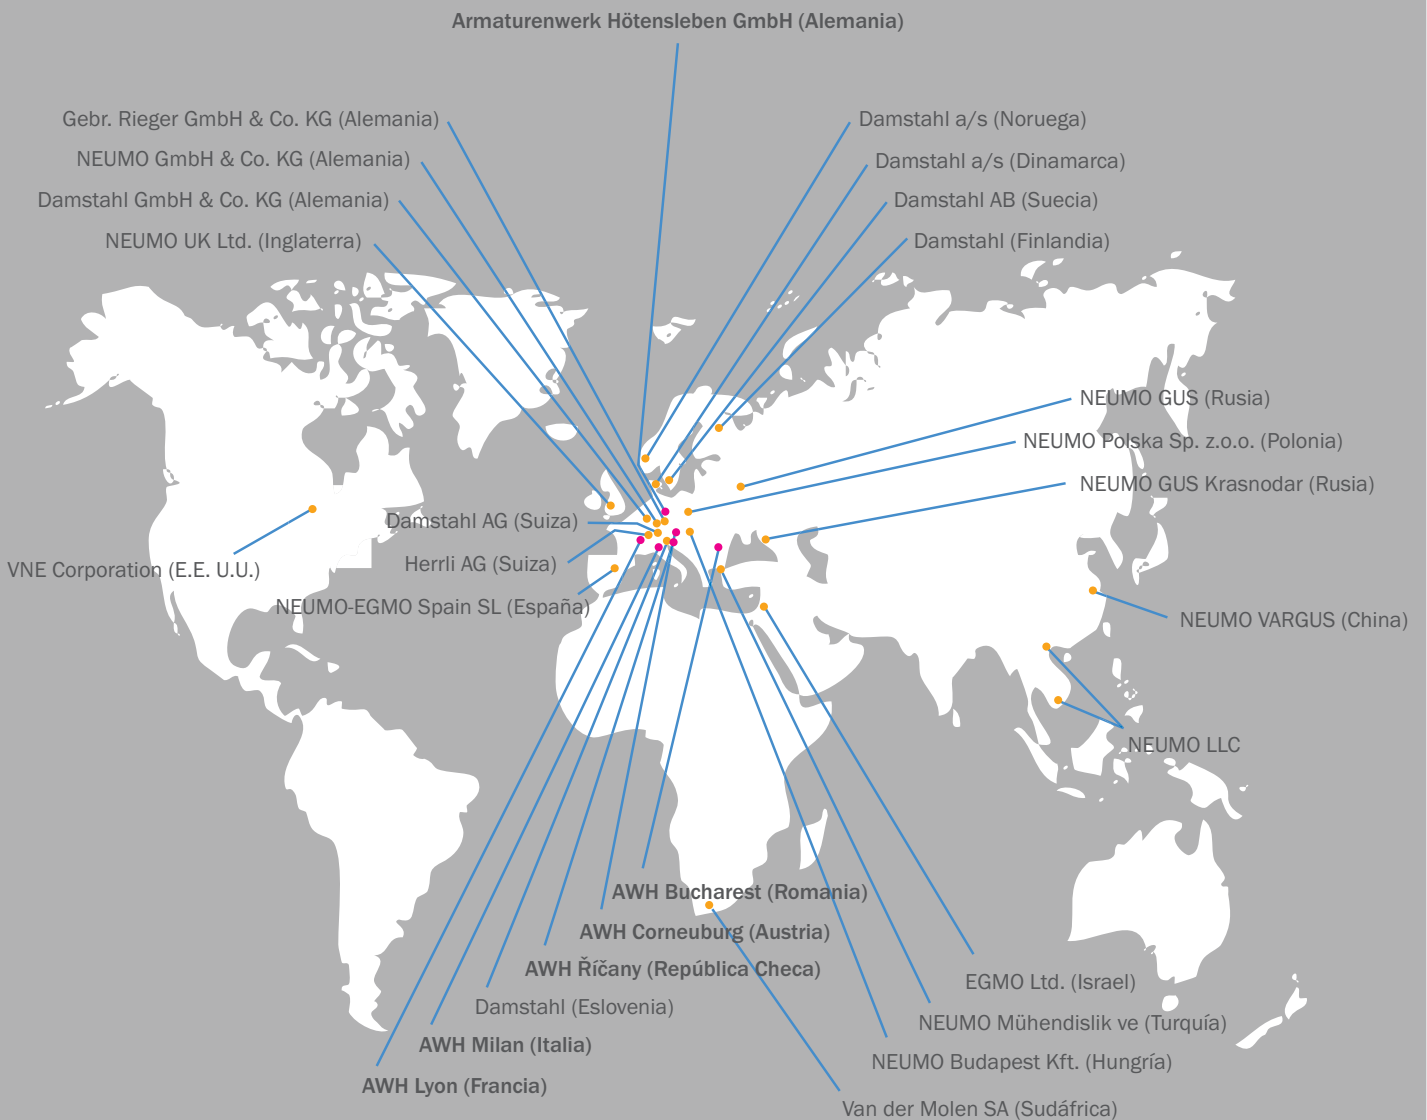 Armaturenwerk Hötensleben GmbH (Alemania)
Gebr. Rieger GmbH & Co. KG (Alemania)
NEUMO GmbH & Co. KG (Alemania)
Damstahl GmbH & Co. KG (Alemania)
NEUMO UK Ltd. (Inglaterra)
Damstahl a/s (Noruega)
Damstahl a/s (Dinamarca)
Damstahl AB (Suecia)
Damstahl (Finlandia)
NEUMO GUS (Rusia)
NEUMO Polska Sp. z.o.o. (Polonia)
NEUMO GUS Krasnodar (Rusia)
Damstahl AG (Suiza)
Herrli AG (Suiza)
VNE Corporation (E.E. U.U.)
NEUMO-EGMO Spain SL (España)
NEUMO VARGUS (China)
NEUMO LLC
AWH Bucharest (Romania)
AWH Corneuburg (Austria)
AWH Říčany (República Checa)
Damstahl (Eslovenia)
AWH Milan (Italia)
AWH Lyon (Francia)
EGMO Ltd. (Israel)
NEUMO Mühendislik ve (Turquía)
NEUMO Budapest Kft. (Hungría)
Van der Molen SA (Sudáfrica)